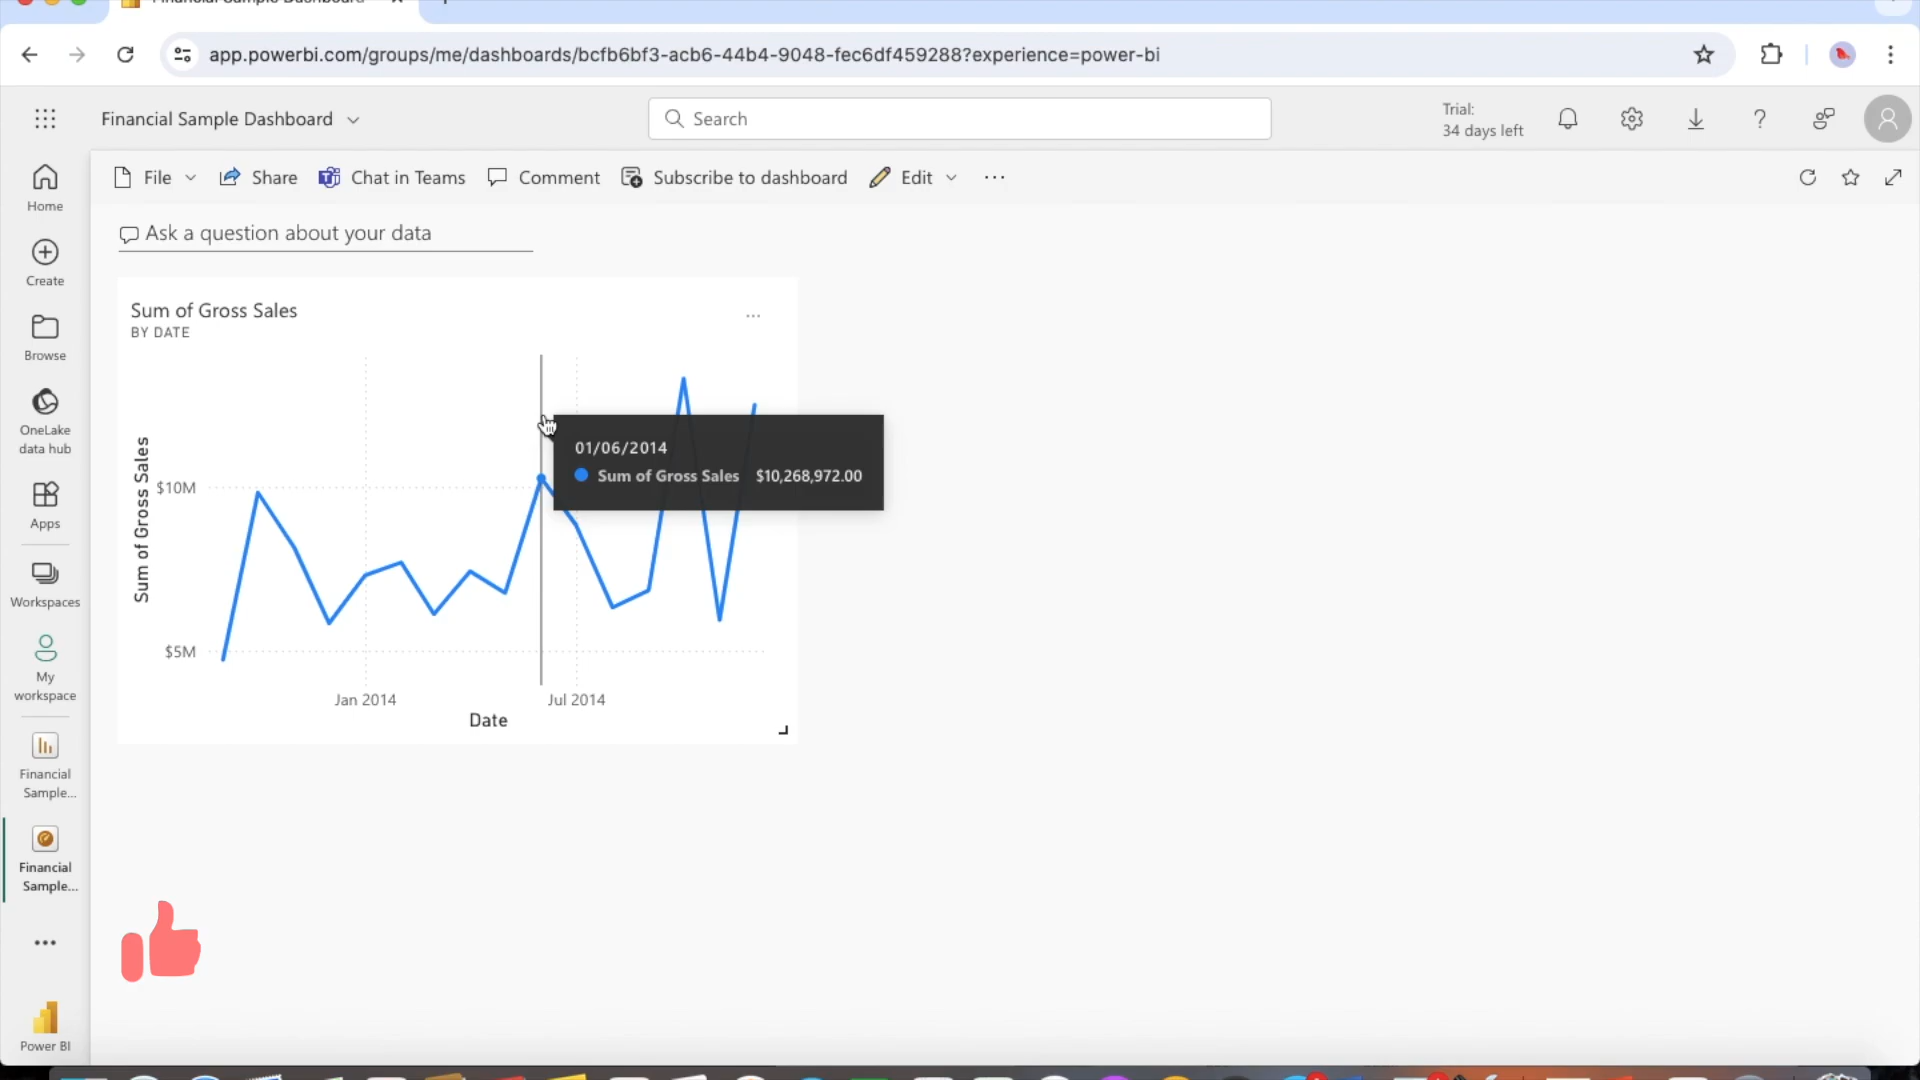 app.powerbi.com/groups/me/dashboards/bcfb6bf3-acb6-44b4-9048-fec6df459288?experience=power-bi
Financial Sample Dashboard
Search
Trial:
34 days left
File
Share
Chat in Teams
Comment
Subscribe to dashboard
Edit
Home
Create
Browse
OneLake
data hub
Apps
Workspaces
My
workspace
Financial
Sample...
Financial
Sample...
Power BI
Ask a question about your data
Sum of Gross Sales
BY DATE
Sum of Gross Sales
$10M
$5M
01/06/2014
Sum of Gross Sales $10,268,972.00
Jan 2014
Jul 2014
Date